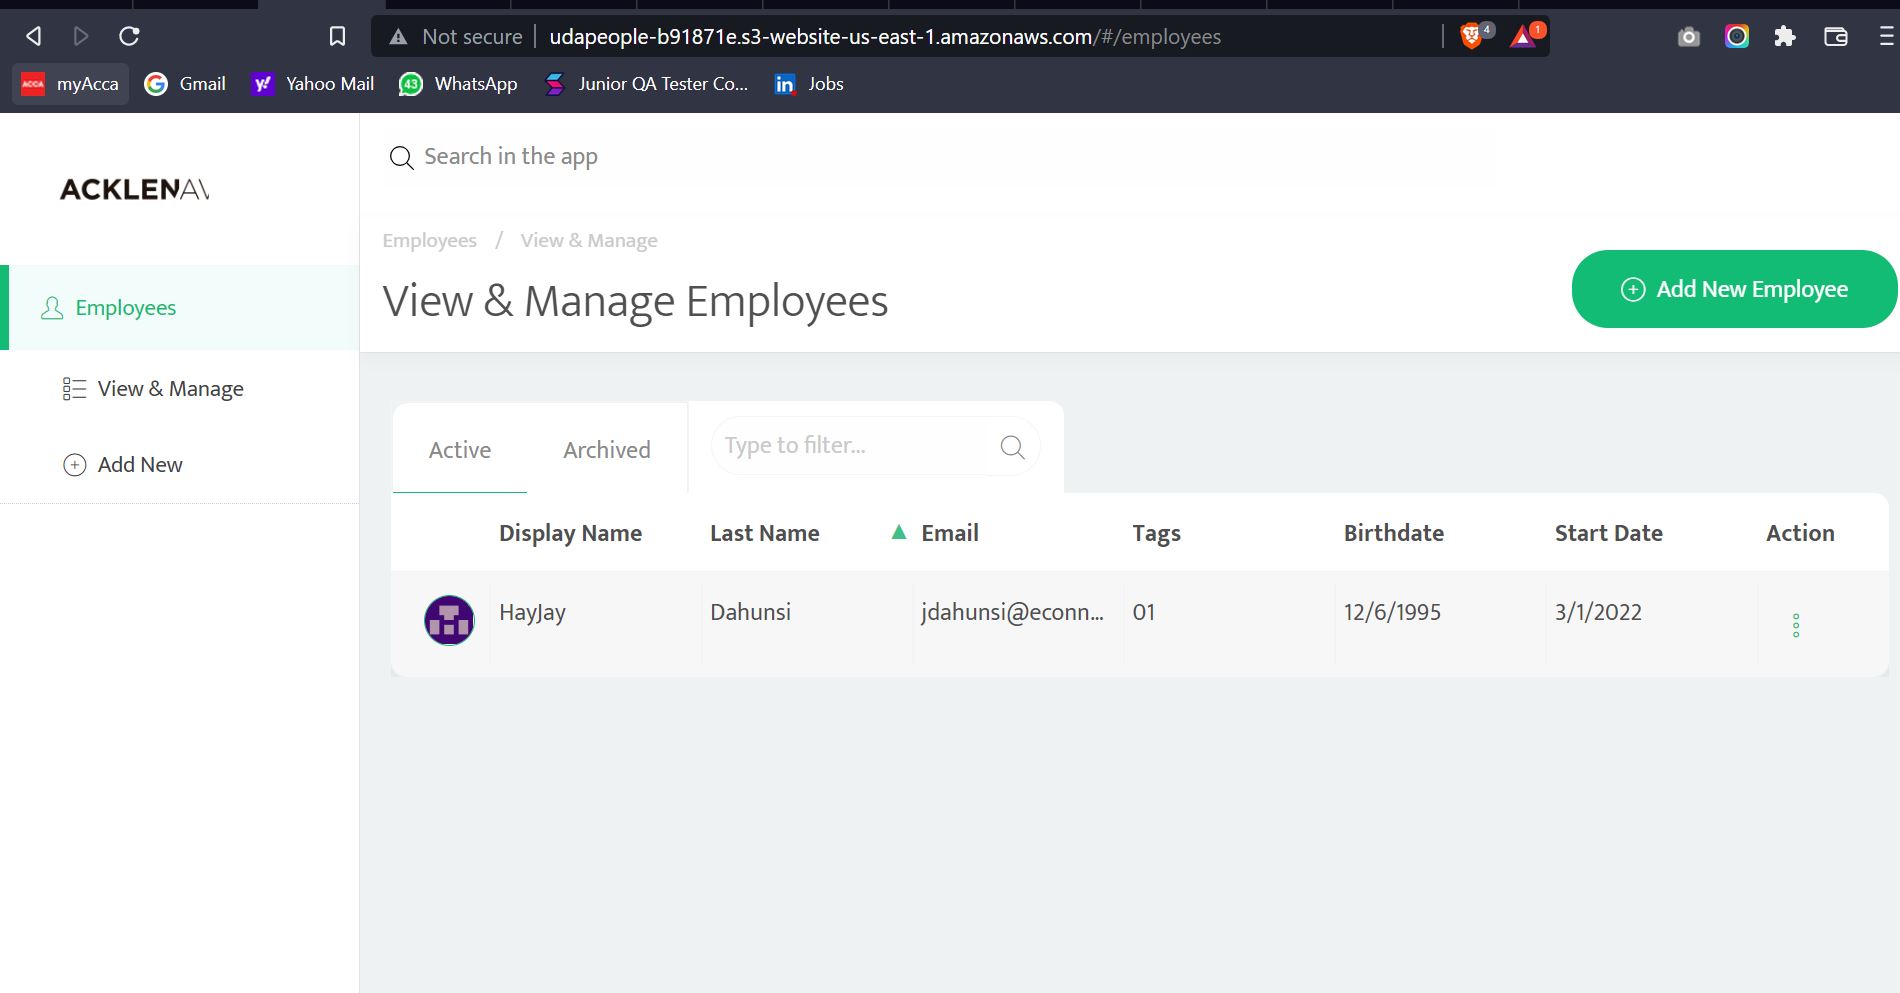 Not secure udapeople-b91871e.s3-website-us-east-1.amazonaws.com/#/employees 4 1
ACCA myAcca Gmail y! Yahoo Mail 43 WhatsApp Junior QA Tester Co... in Jobs
Search in the app
ACKLENAV
Employees / View & Manage
View & Manage Employees
Add New Employee
Employees
View & Manage
Add New
Active Archived Type to filter...
Display Name Last Name Email Tags Birthdate Start Date Action
HayJay Dahunsi jdahunsi@econn... 01 12/6/1995 3/1/2022